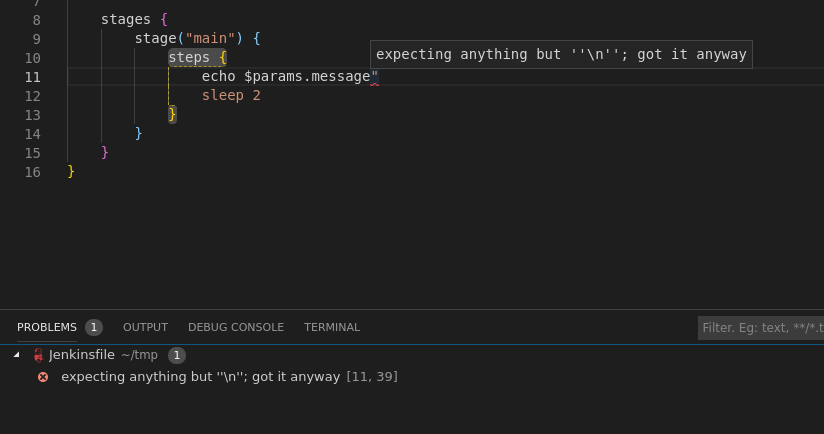 7
8 stages {
9 stage("main") {
10 steps {
expecting anything but ''\n''; got it anyway
11 echo $params.message"
12 sleep 2
13 }
14 }
15 }
16 }
PROBLEMS 1 OUTPUT DEBUG CONSOLE TERMINAL Filter. Eg: text, **/*.t
Jenkinsfile ~/tmp 1
expecting anything but ''\n''; got it anyway [11, 39]